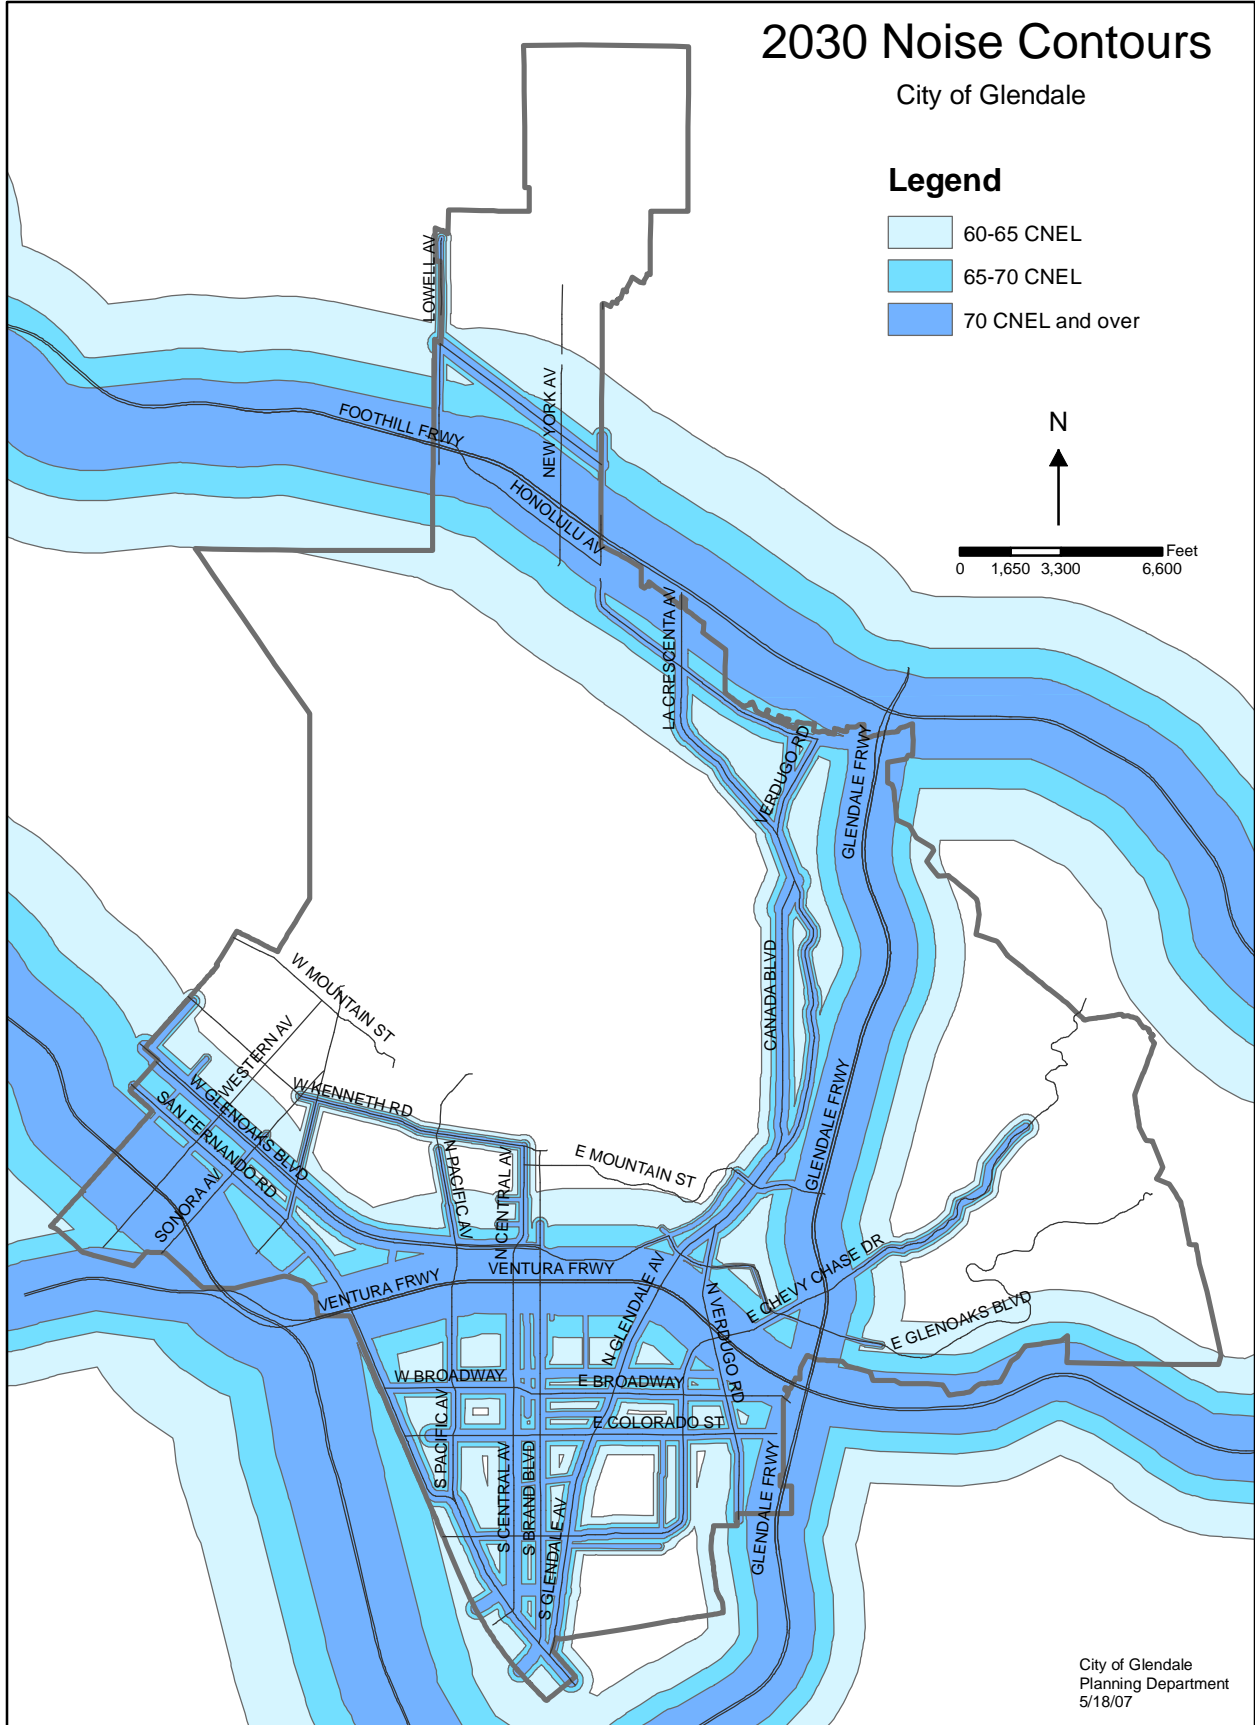 2030 Noise Contours
City of Glendale
Legend
60-65 CNEL
65-70 CNEL
70 CNEL and over
N
Feet
0 1,650 3,300 6,600
LOWELL AV
NEW YORK AV
FOOTHILL FRWY
HONOLULU AV
LA CRESCENTA AV
VERDUGO RD
GLENDALE FRWY
CANADA BLVD
W MOUNTAIN ST
WESTERN AV
W KENNETH RD
W GLENOAKS BLVD
SAN FERNANDO RD
SONORA AV
N PACIFIC AV
N CENTRAL AV
E MOUNTAIN ST
GLENDALE FRWY
VENTURA FRWY
VENTURA FRWY
N GLENDALE AV
N VERDUGO RD
E CHEVY CHASE DR
E GLENOAKS BLVD
W BROADWAY
E BROADWAY
E COLORADO ST
S PACIFIC AV
S CENTRAL AV
S BRAND BLVD
S GLENDALE AV
GLENDALE FRWY
City of Glendale
Planning Department
5/18/07